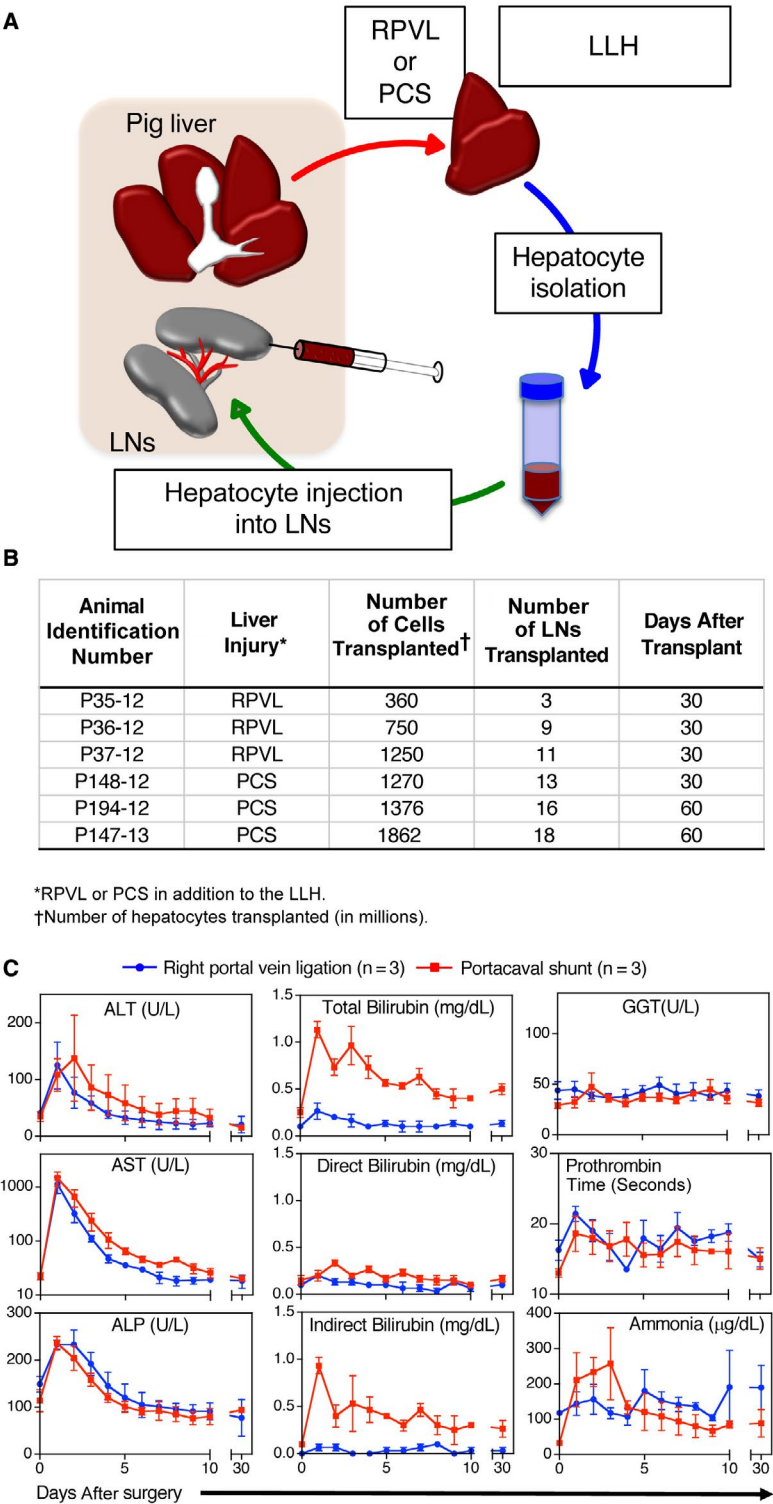 A
RPVL
or
PCS
LLH
Pig liver
Hepatocyte
isolation
LNs
Hepatocyte injection
into LNs
B
Animal
Identification
Number
Liver
Injury*
Number
of Cells
Transplanted†
Number
of LNs
Transplanted
Days After
Transplant
P35-12 RPVL 360 3 30
P36-12 RPVL 750 9 30
P37-12 RPVL 1250 11 30
P148-12 PCS 1270 13 30
P194-12 PCS 1376 16 60
P147-13 PCS 1862 18 60
*RPVL or PCS in addition to the LLH.
†Number of hepatocytes transplanted (in millions).
C
Right portal vein ligation (n = 3) Portacaval shunt (n = 3)
ALT (U/L)
200
100
0
Total Bilirubin (mg/dL)
1.5
1.0
0.5
0.0
GGT(U/L)
100
50
0
AST (U/L)
1000
100
10
Direct Bilirubin (mg/dL)
1.5
1.0
0.5
0.0
Prothrombin
Time (Seconds)
30
20
10
ALP (U/L)
300
200
100
0
0 5 10 30
Indirect Bilirubin (mg/dL)
1.5
1.0
0.5
0.0
0 5 10 30
Ammonia (µg/dL)
400
300
200
100
0
0 5 10 30
Days After surgery